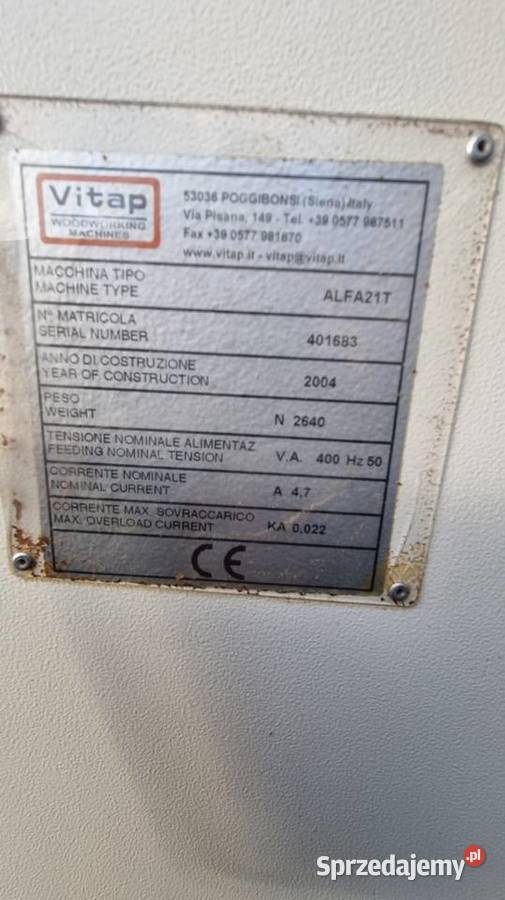 Vitap
WOODWORKING
MACHINES
53036 POGGIBONSI (Siena) Italy
Via Pisana, 149 - Tel. +39 0577 987511
Fax +39 0577 981670
www.vitap.it - vitap@vitap.it
MACCHINA TIPO
MACHINE TYPE
ALFA21T
N° MATRICOLA
SERIAL NUMBER
401683
ANNO DI COSTRUZIONE
YEAR OF CONSTRUCTION
2004
PESO
WEIGHT
N 2640
TENSIONE NOMINALE ALIMENTAZ
FEEDING NOMINAL TENSION
V.A. 400 Hz 50
CORRENTE NOMINALE
NOMINAL CURRENT
A 4,7
CORRENTE MAX. SOVRACCARICO
MAX. OVERLOAD CURRENT
KA 0,022
CE
Sprzedajemy.pl